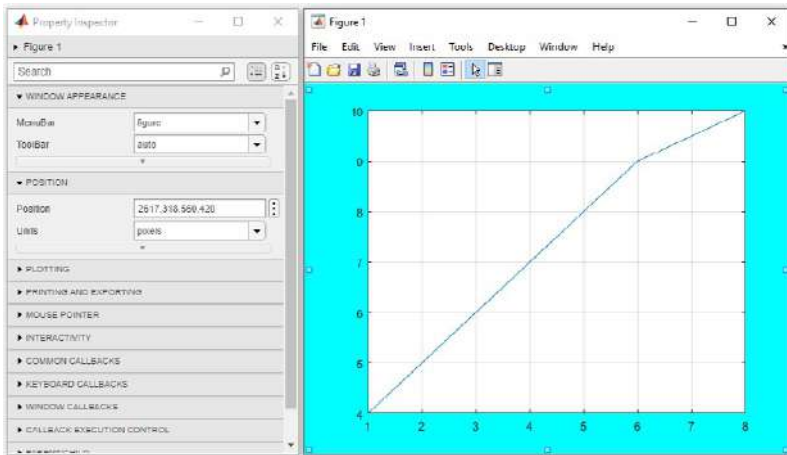 Property Inspector
Figure 1
Search
WINDOW APPEARANCE
MenuBar figure
ToolBar auto
POSITION
Position 2617,318,560,420
Units pixels
PLOTTING
PRINTING AND EXPORTING
MOUSE POINTER
INTERACTIVITY
COMMON CALLBACKS
KEYBOARD CALLBACKS
WINDOW CALLBACKS
CALLBACK EXECUTION CONTROL
PARENT/CHILD
Figure 1
File Edit View Insert Tools Desktop Window Help
10
9
8
7
6
5
4
1 2 3 4 5 6 7 8